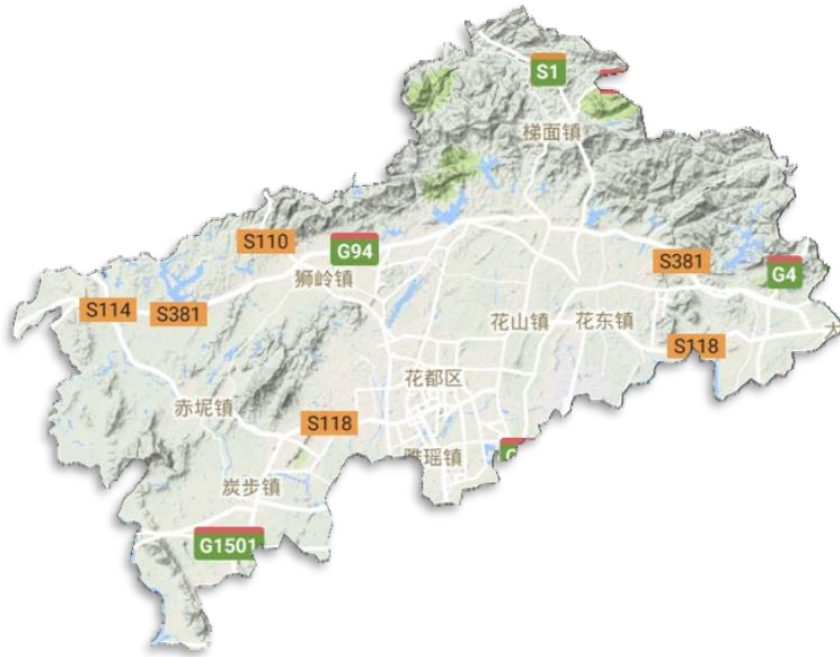 S1
梯面镇
S110
G94
S381
G4
狮岭镇
S114
S381
花山镇
花东镇
S118
花都区
赤坭镇
S118
雅瑶镇
炭步镇
G1501